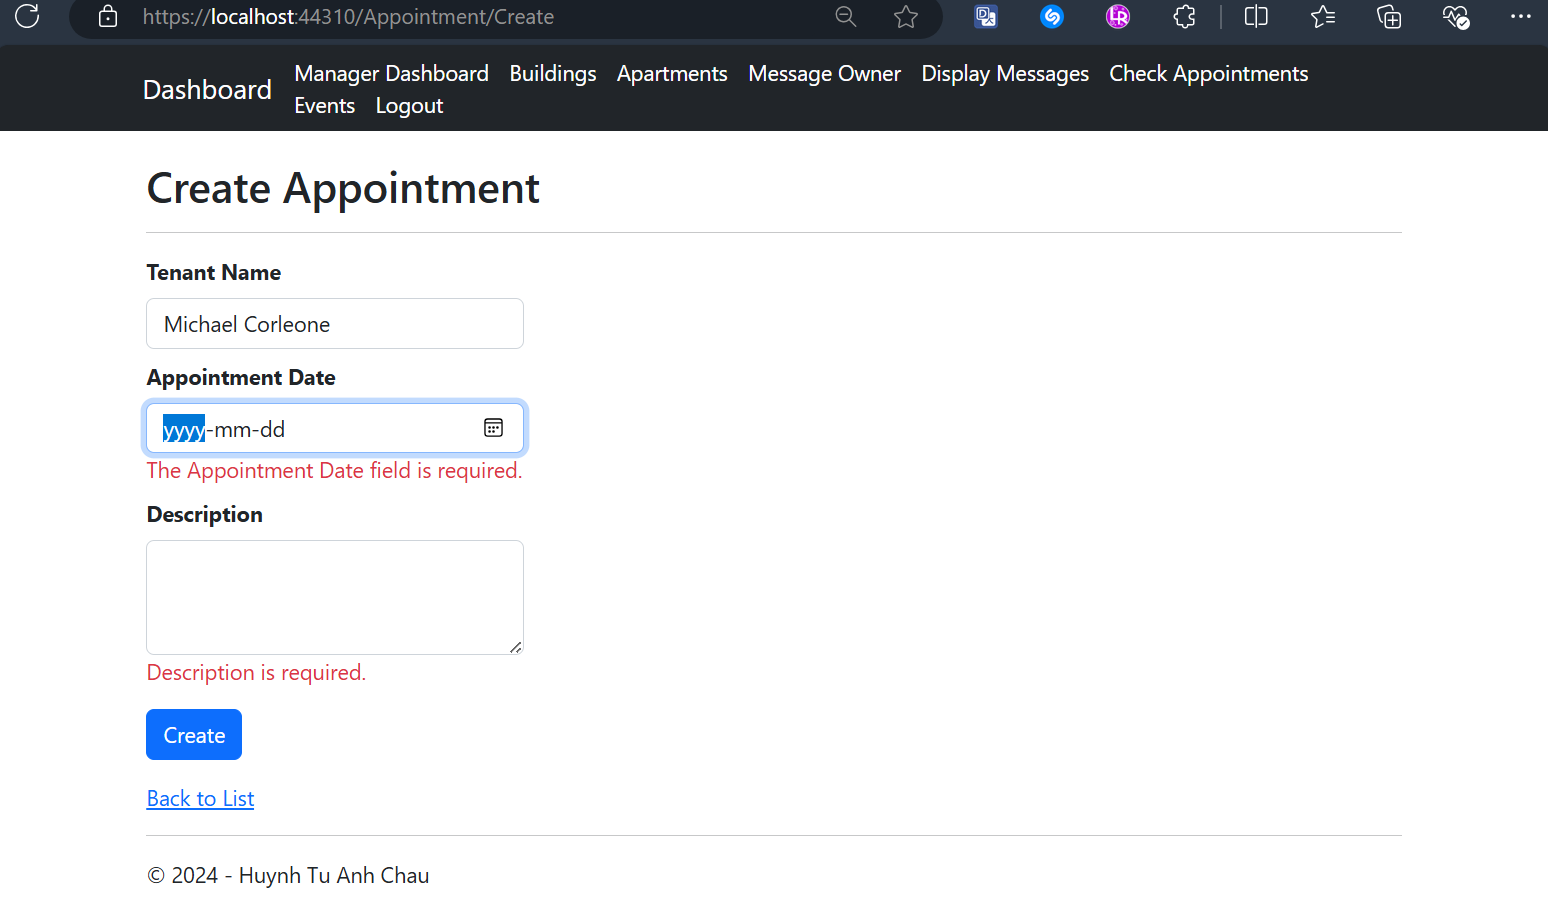 https://localhost:44310/Appointment/Create
Dashboard
Manager Dashboard Buildings Apartments Message Owner Display Messages Check Appointments
Events Logout
Create Appointment
Tenant Name
Michael Corleone
Appointment Date
yyyy-mm-dd
The Appointment Date field is required.
Description
Description is required.
Create
Back to List
© 2024 - Huynh Tu Anh Chau